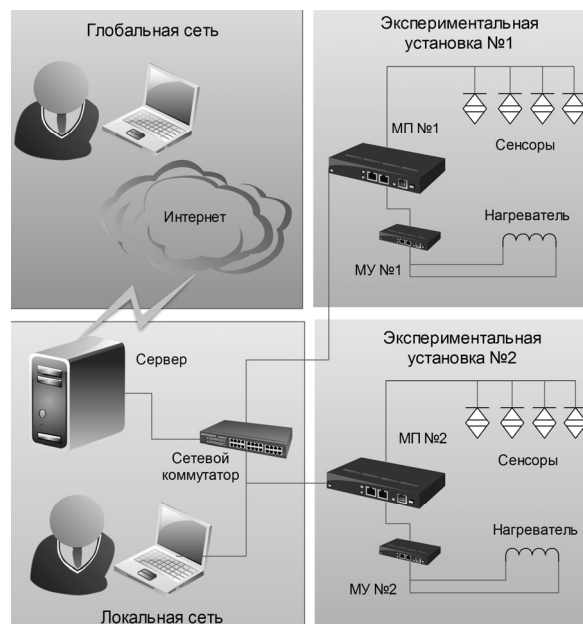 Глобальная сеть
Интернет
Экспериментальная
установка №1
МП №1
Сенсоры
Нагреватель
МУ №1
Сервер
Сетевой
коммутатор
Локальная сеть
Экспериментальная
установка №2
МП №2
Сенсоры
Нагреватель
МУ №2